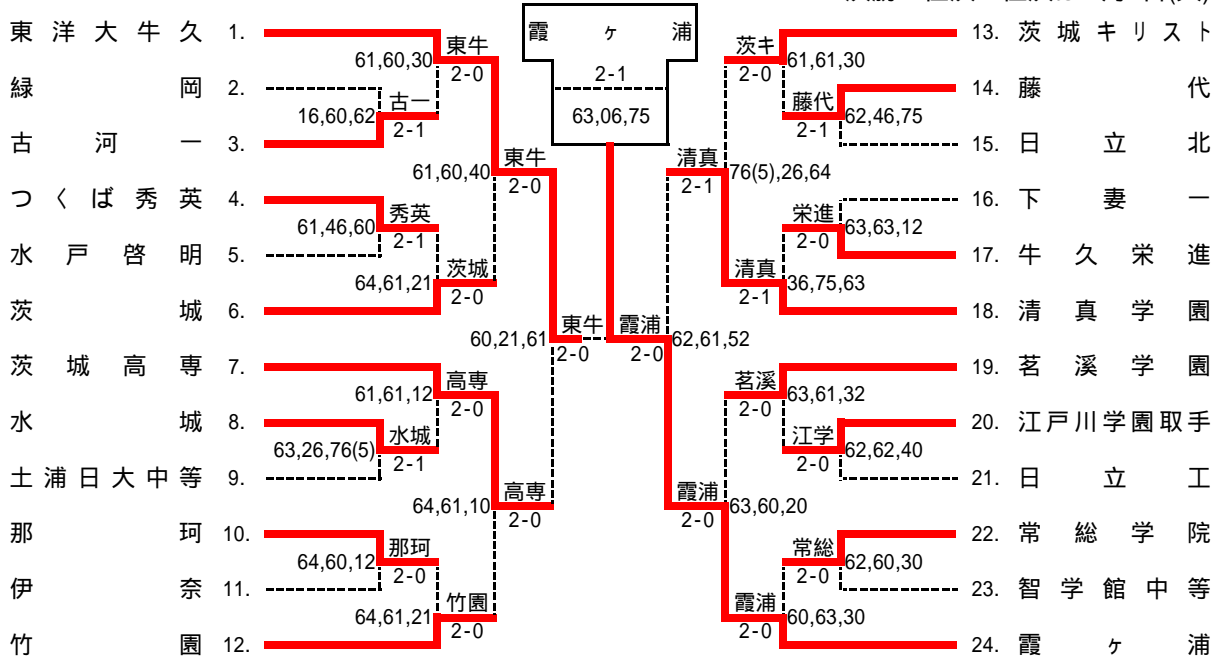 東洋大牛久 1.
緑岡 2.
古河一 3.
つくば秀英 4.
水戸啓明 5.
茨城 6.
茨城高専 7.
水城 8.
土浦日大中等 9.
那珂 10.
伊奈 11.
竹園 12.
東牛
61,60,30
2-0
古一
16,60,62
2-1
秀英
61,46,60
2-1
茨城
64,61,21
2-0
高専
61,61,12
2-0
水城
63,26,76(5)
2-1
那珂
64,60,12
2-0
竹園
64,61,21
2-0
東牛
61,60,40
2-0
高専
64,61,10
2-0
東牛
60,21,61
2-0
霞ヶ浦
2-1
63,06,75
霞浦
62,61,52
2-0
清真
76(5),26,64
2-1
霞浦
63,60,20
2-0
茨キ
61,61,30
2-0
藤代
62,46,75
2-1
栄進
63,63,12
2-0
清真
36,75,63
2-1
茗溪
63,61,32
2-0
江学
62,62,40
2-0
常総
62,60,30
2-0
霞浦
60,63,30
2-0
13. 茨城キリスト
14. 藤代
15. 日立北
16. 下妻一
17. 牛久栄進
18. 清真学園
19. 茗溪学園
20. 江戸川学園取手
21. 日立工
22. 常総学院
23. 智学館中等
24. 霞ヶ浦